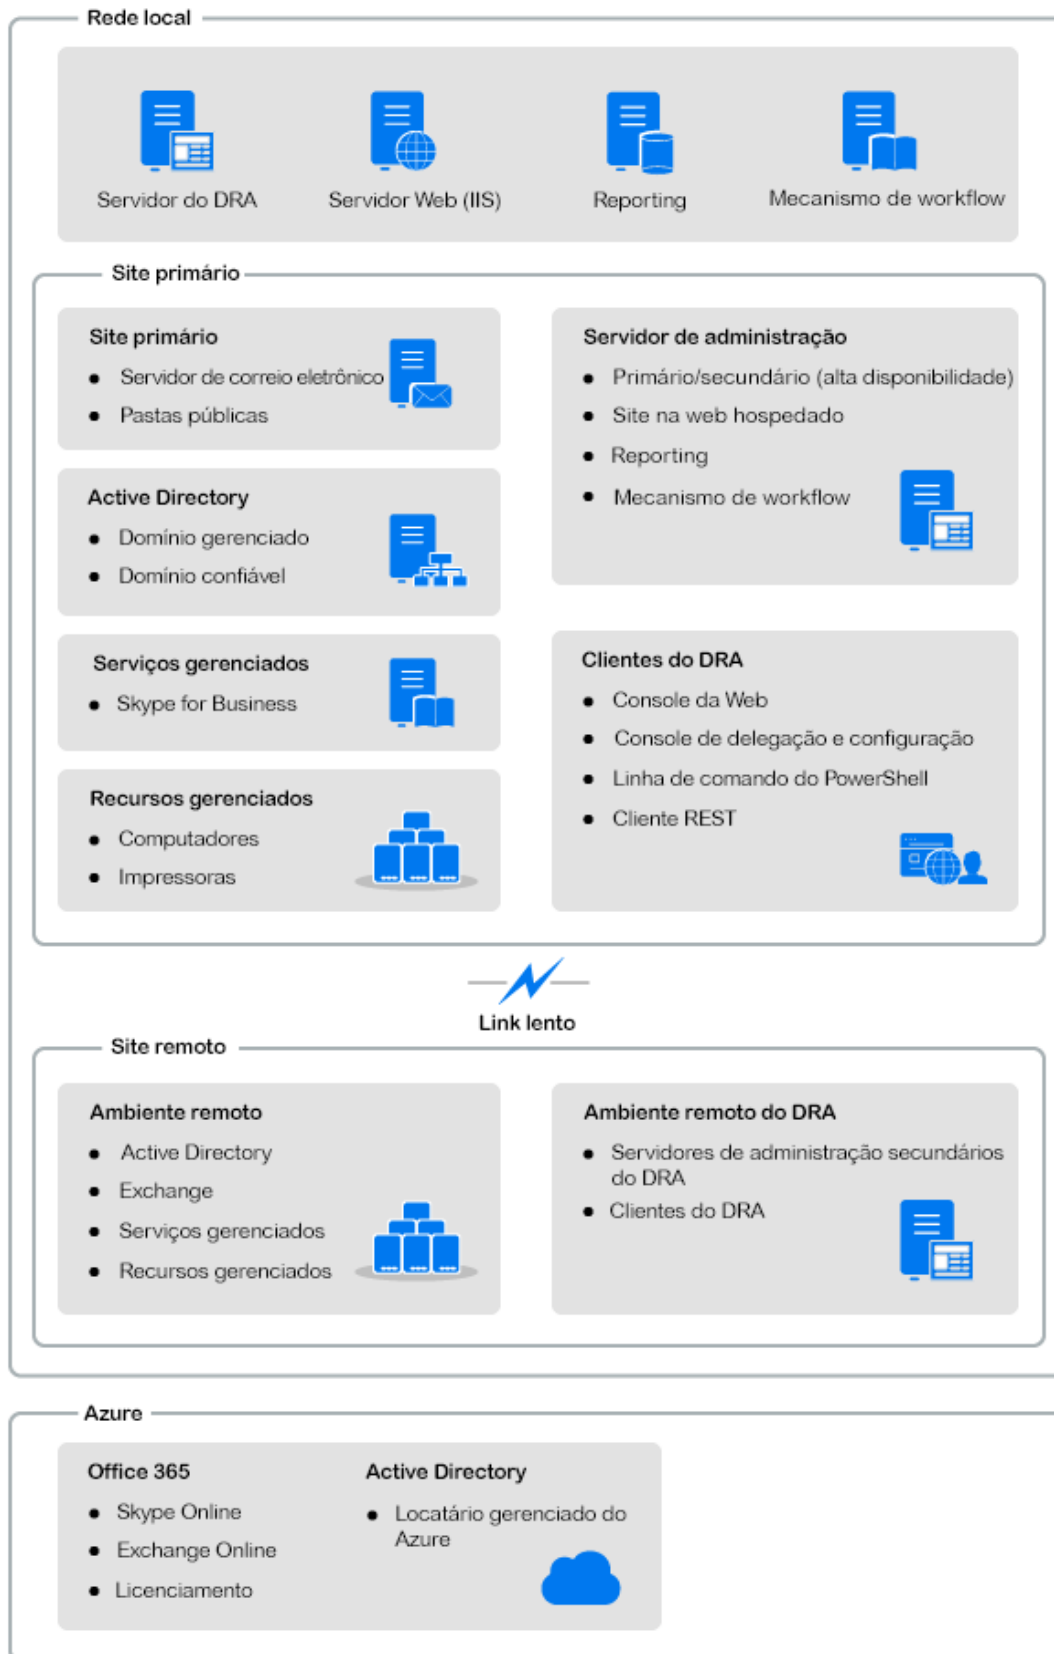 Rede local
Servidor do DRA
Servidor Web (IIS)
Reporting
Mecanismo de workflow
Site primário
Site primário
Servidor de correio eletrônico
Pastas públicas
Servidor de administração
Primário/secundário (alta disponibilidade)
Site na web hospedado
Reporting
Mecanismo de workflow
Active Directory
Domínio gerenciado
Domínio confiável
Serviços gerenciados
Skype for Business
Clientes do DRA
Console da Web
Console de delegação e configuração
Linha de comando do PowerShell
Cliente REST
Recursos gerenciados
Computadores
Impressoras
Link lento
Site remoto
Ambiente remoto
Active Directory
Exchange
Serviços gerenciados
Recursos gerenciados
Ambiente remoto do DRA
Servidores de administração secundários
do DRA
Clientes do DRA
Azure
Office 365
Skype Online
Exchange Online
Licenciamento
Active Directory
Locatário gerenciado do
Azure